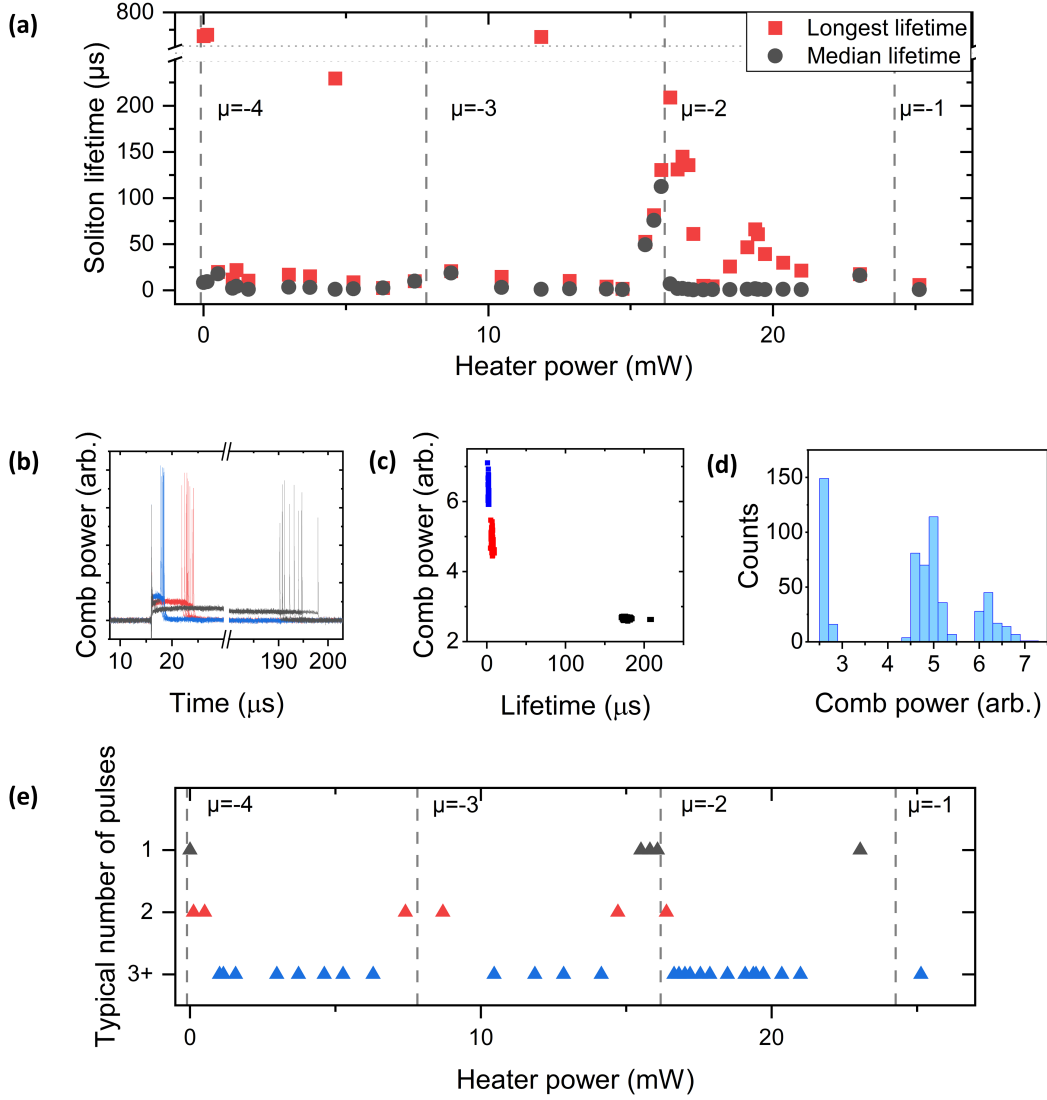 (a)
Soliton lifetime (μs)
800
200
150
100
50
0
Longest lifetime
Median lifetime
μ=-4
μ=-3
μ=-2
μ=-1
0
10
20
Heater power (mW)
(b)
Comb power (arb.)
10
20
190
200
Time (μs)
(c)
Comb power (arb.)
6
4
2
0
100
200
Lifetime (μs)
(d)
Counts
150
100
50
0
3
4
5
6
7
Comb power (arb.)
(e)
Typical number of pulses
1
2
3+
μ=-4
μ=-3
μ=-2
μ=-1
0
10
20
Heater power (mW)